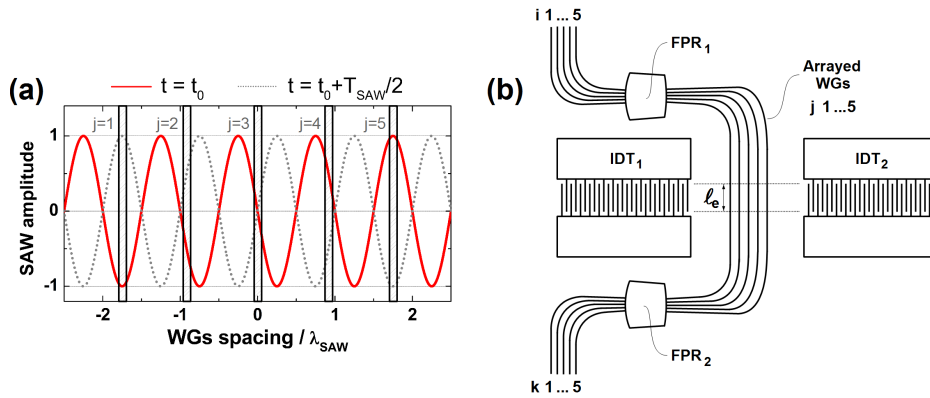 (a)
t = t0
t = t0+TSAW/2
j=1
j=2
j=3
j=4
j=5
SAW amplitude
1
0
-1
-2
-1
0
1
2
WGs spacing / λSAW
(b)
i 1 ... 5
FPR1
Arrayed
WGs
j 1 ...5
IDT1
IDT2
ℓe
FPR2
k 1 ... 5